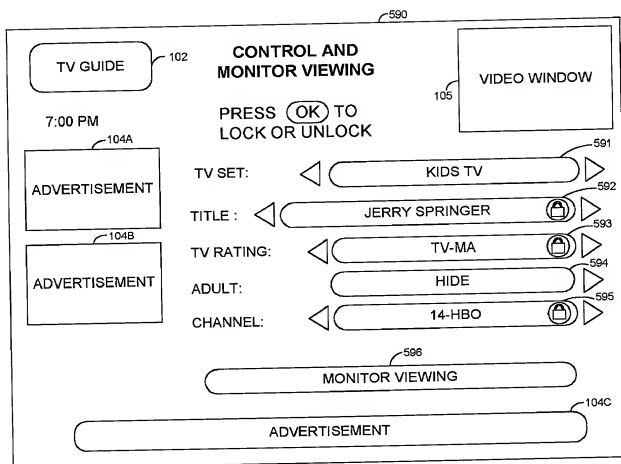 590
TV GUIDE
102
CONTROL AND
MONITOR VIEWING
105
VIDEO WINDOW
7:00 PM
PRESS OK TO
LOCK OR UNLOCK
104A
ADVERTISEMENT
591
TV SET:
KIDS TV
592
TITLE :
JERRY SPRINGER
104B
ADVERTISEMENT
593
TV RATING:
TV-MA
594
ADULT:
HIDE
595
CHANNEL:
14-HBO
596
MONITOR VIEWING
104C
ADVERTISEMENT